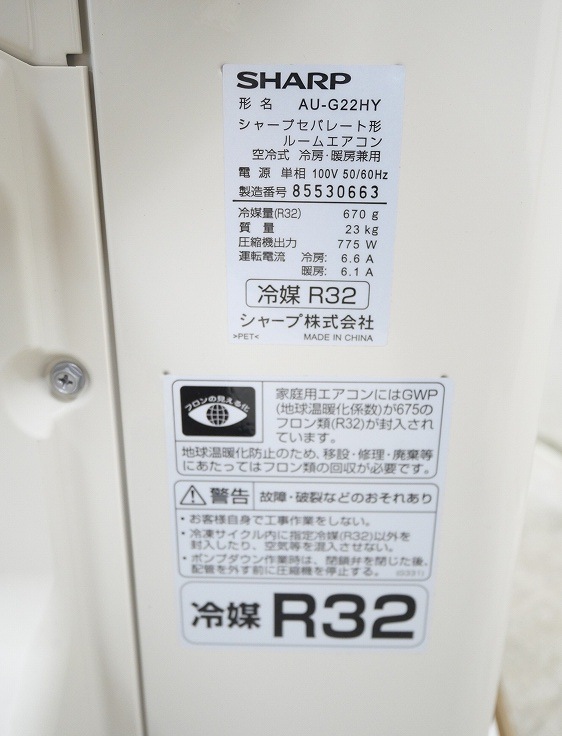 SHARP
形名 AU-G22HY
シャープセパレート形
ルームエアコン
空冷式 冷房・暖房兼用
電源 単相 100V 50/60Hz
製造番号 85530663
冷媒量(R32) 670 g
質量 23 kg
圧縮機出力 775 W
運転電流 冷房: 6.6 A
暖房: 6.1 A
冷媒 R32
シャープ株式会社
>PET< MADE IN CHINA
フロンの見える化
家庭用エアコンにはGWP
(地球温暖化係数)が675の
フロン類(R32)が封入され
ています。
地球温暖化防止のため、移設・修理・廃棄等
にあたってはフロン類の回収が必要です。
警告 故障・破裂などのおそれあり
・お客様自身で工事作業をしない。
・冷凍サイクル内に指定冷媒(R32)以外を
封入したり、空気等を混入させない。
・ポンプダウン作業時は、閉鎖弁を閉じた後、
配管を外す前に圧縮機を停止する。
冷媒 R32